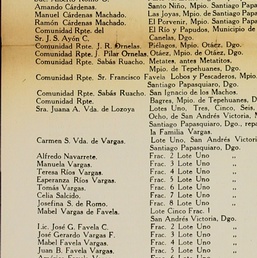 Amando Cárdenas. Santo Niño, Mpio. Santiago Papas
Manuel Cárdenas Machado. Las Joyas, Mpio. de Santiago Pap
Ramón Cárdenas Machado. El Porvenir, Mpio. Santiago Papa
Comunidad Rpte. del El Río y Papudos, Municipio de
Sr. J. S. Ayón C. Canelas, Dgo.
Comunidad Rpte. J. R. Ornelas. Piélagos, Mpio. Otáez, Dgo.
Comunidad Rpte. J. Pilar Ornelas. Cuautimape, Mpio. de Otáez, Dgo.
Comunidad Rpte. Sabás Ruacho. Metates, antes Metatitos,
Mpio. de Tepehuanes, Dgo.
Comunidad Rpte. Sr. Francisco Favela Lobos y Pescaderos, Mpio.
Santiago Papasquiaro, Dgo.
Comunidad Rpte. Sabás Ruacho. San Ignacio de los Machos.
Comunidad Rpte. Bagres, Mpio. de Tepehuanes, D
Sra. Juana A. Vda. de Lozoya Lotes Uno, Tres, Cinco, Seis,
Ocho, de San Andrés Victoria, M
Santiago Papasquiaro, Dgo., repr
la Familia Vargas.
Carmen S. Vda. de Vargas. Lote Uno, San Andrés Victoria,
Santiago Papasquiaro, Dgo.
Alfredo Navarrete. Frac. 2 Lote Uno „
Manuela Vargas. Frac. 3 Lote Uno „
Teresa Ríos Vargas. Frac. 4 Lote Uno „
Esperanza Ríos Vargas. Frac. 5 Lote Uno „
Tomás Vargas. Frac. 6 Lote Uno „
Celia Salcido. Frac. 7 Lote Uno „
Josefina S. de Romo. Frac. 8 Lote Uno „
Mabel Vargas de Favela. Lote Cinco Frac. 1
San Andrés Victoria, Dgo.
Lic. José G. Favela C. Frac. 2 Lote Uno „
José Gerardo Vargas F. Frac. 3 Lote Uno „
Mabel Vargas F. Frac. 4 Lote Uno „
Juan B. Favela Vargas. Frac. 5 Lote Uno „
Frac. 6 Lote Uno „